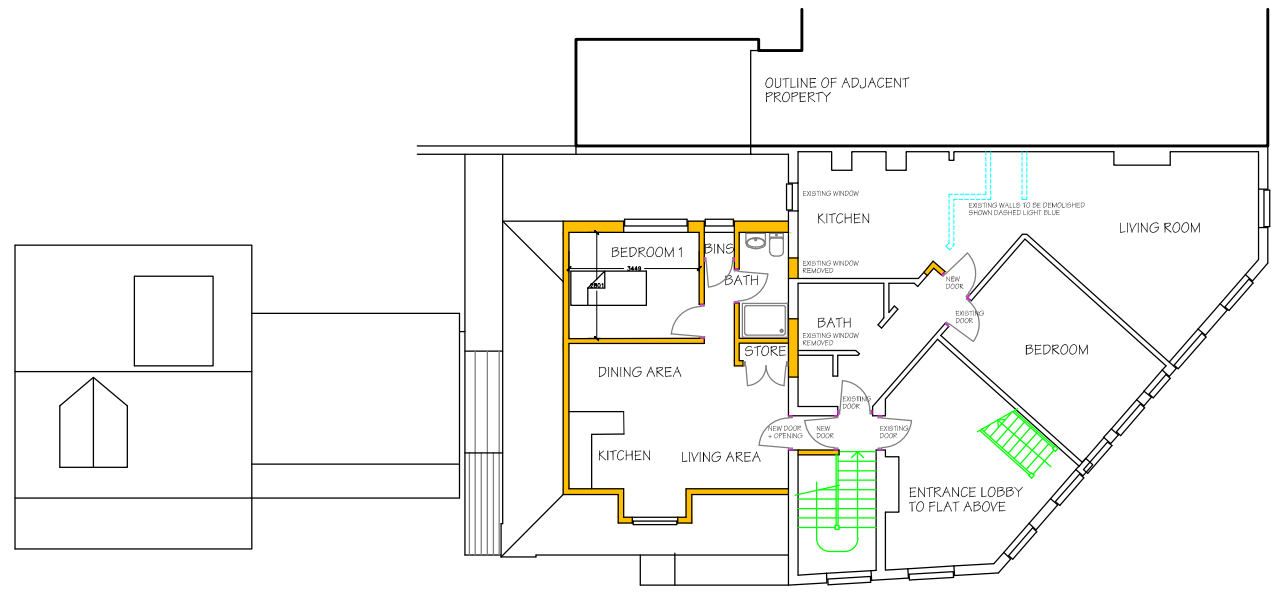 OUTLINE OF ADJACENT
PROPERTY
EXISTING WINDOW
KITCHEN
EXISTING WALLS TO BE DEMOLISHED
SHOWN DASHED LIGHT BLUE
LIVING ROOM
BEDROOM 1
BINS
3449
2801
BATH
EXISTING WINDOW
REMOVED
NEW
DOOR
EXISTING
DOOR
BATH
EXISTING WINDOW
REMOVED
STORE
BEDROOM
DINING AREA
EXISTING
DOOR
NEW DOOR
+ OPENING
NEW
DOOR
EXISTING
DOOR
KITCHEN
LIVING AREA
ENTRANCE LOBBY
TO FLAT ABOVE